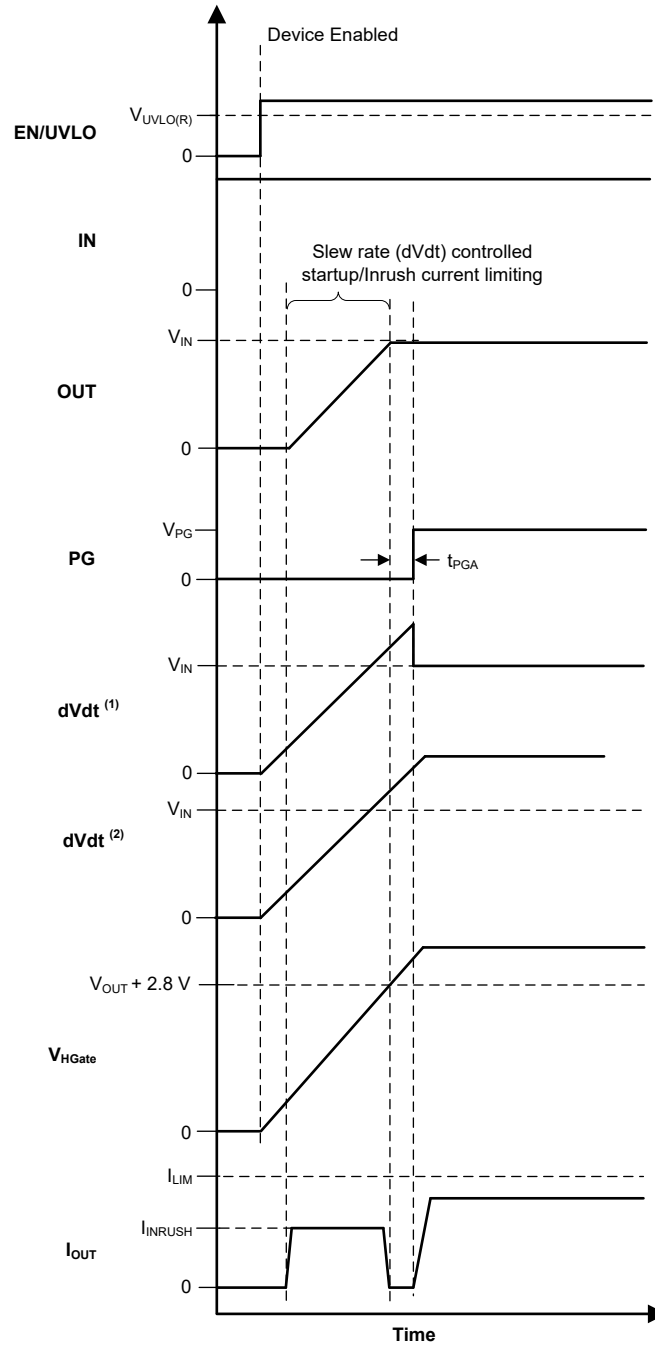 Device Enabled
V_UVLO(R)
EN/UVLO
0
IN
Slew rate (dVdt) controlled
startup/Inrush current limiting
0
V_IN
OUT
0
V_PG
PG
t_PGA
0
V_IN
dVdt (1)
0
V_IN
dVdt (2)
0
V_OUT + 2.8 V
V_HGate
0
I_LIM
I_INRUSH
I_OUT
0
Time